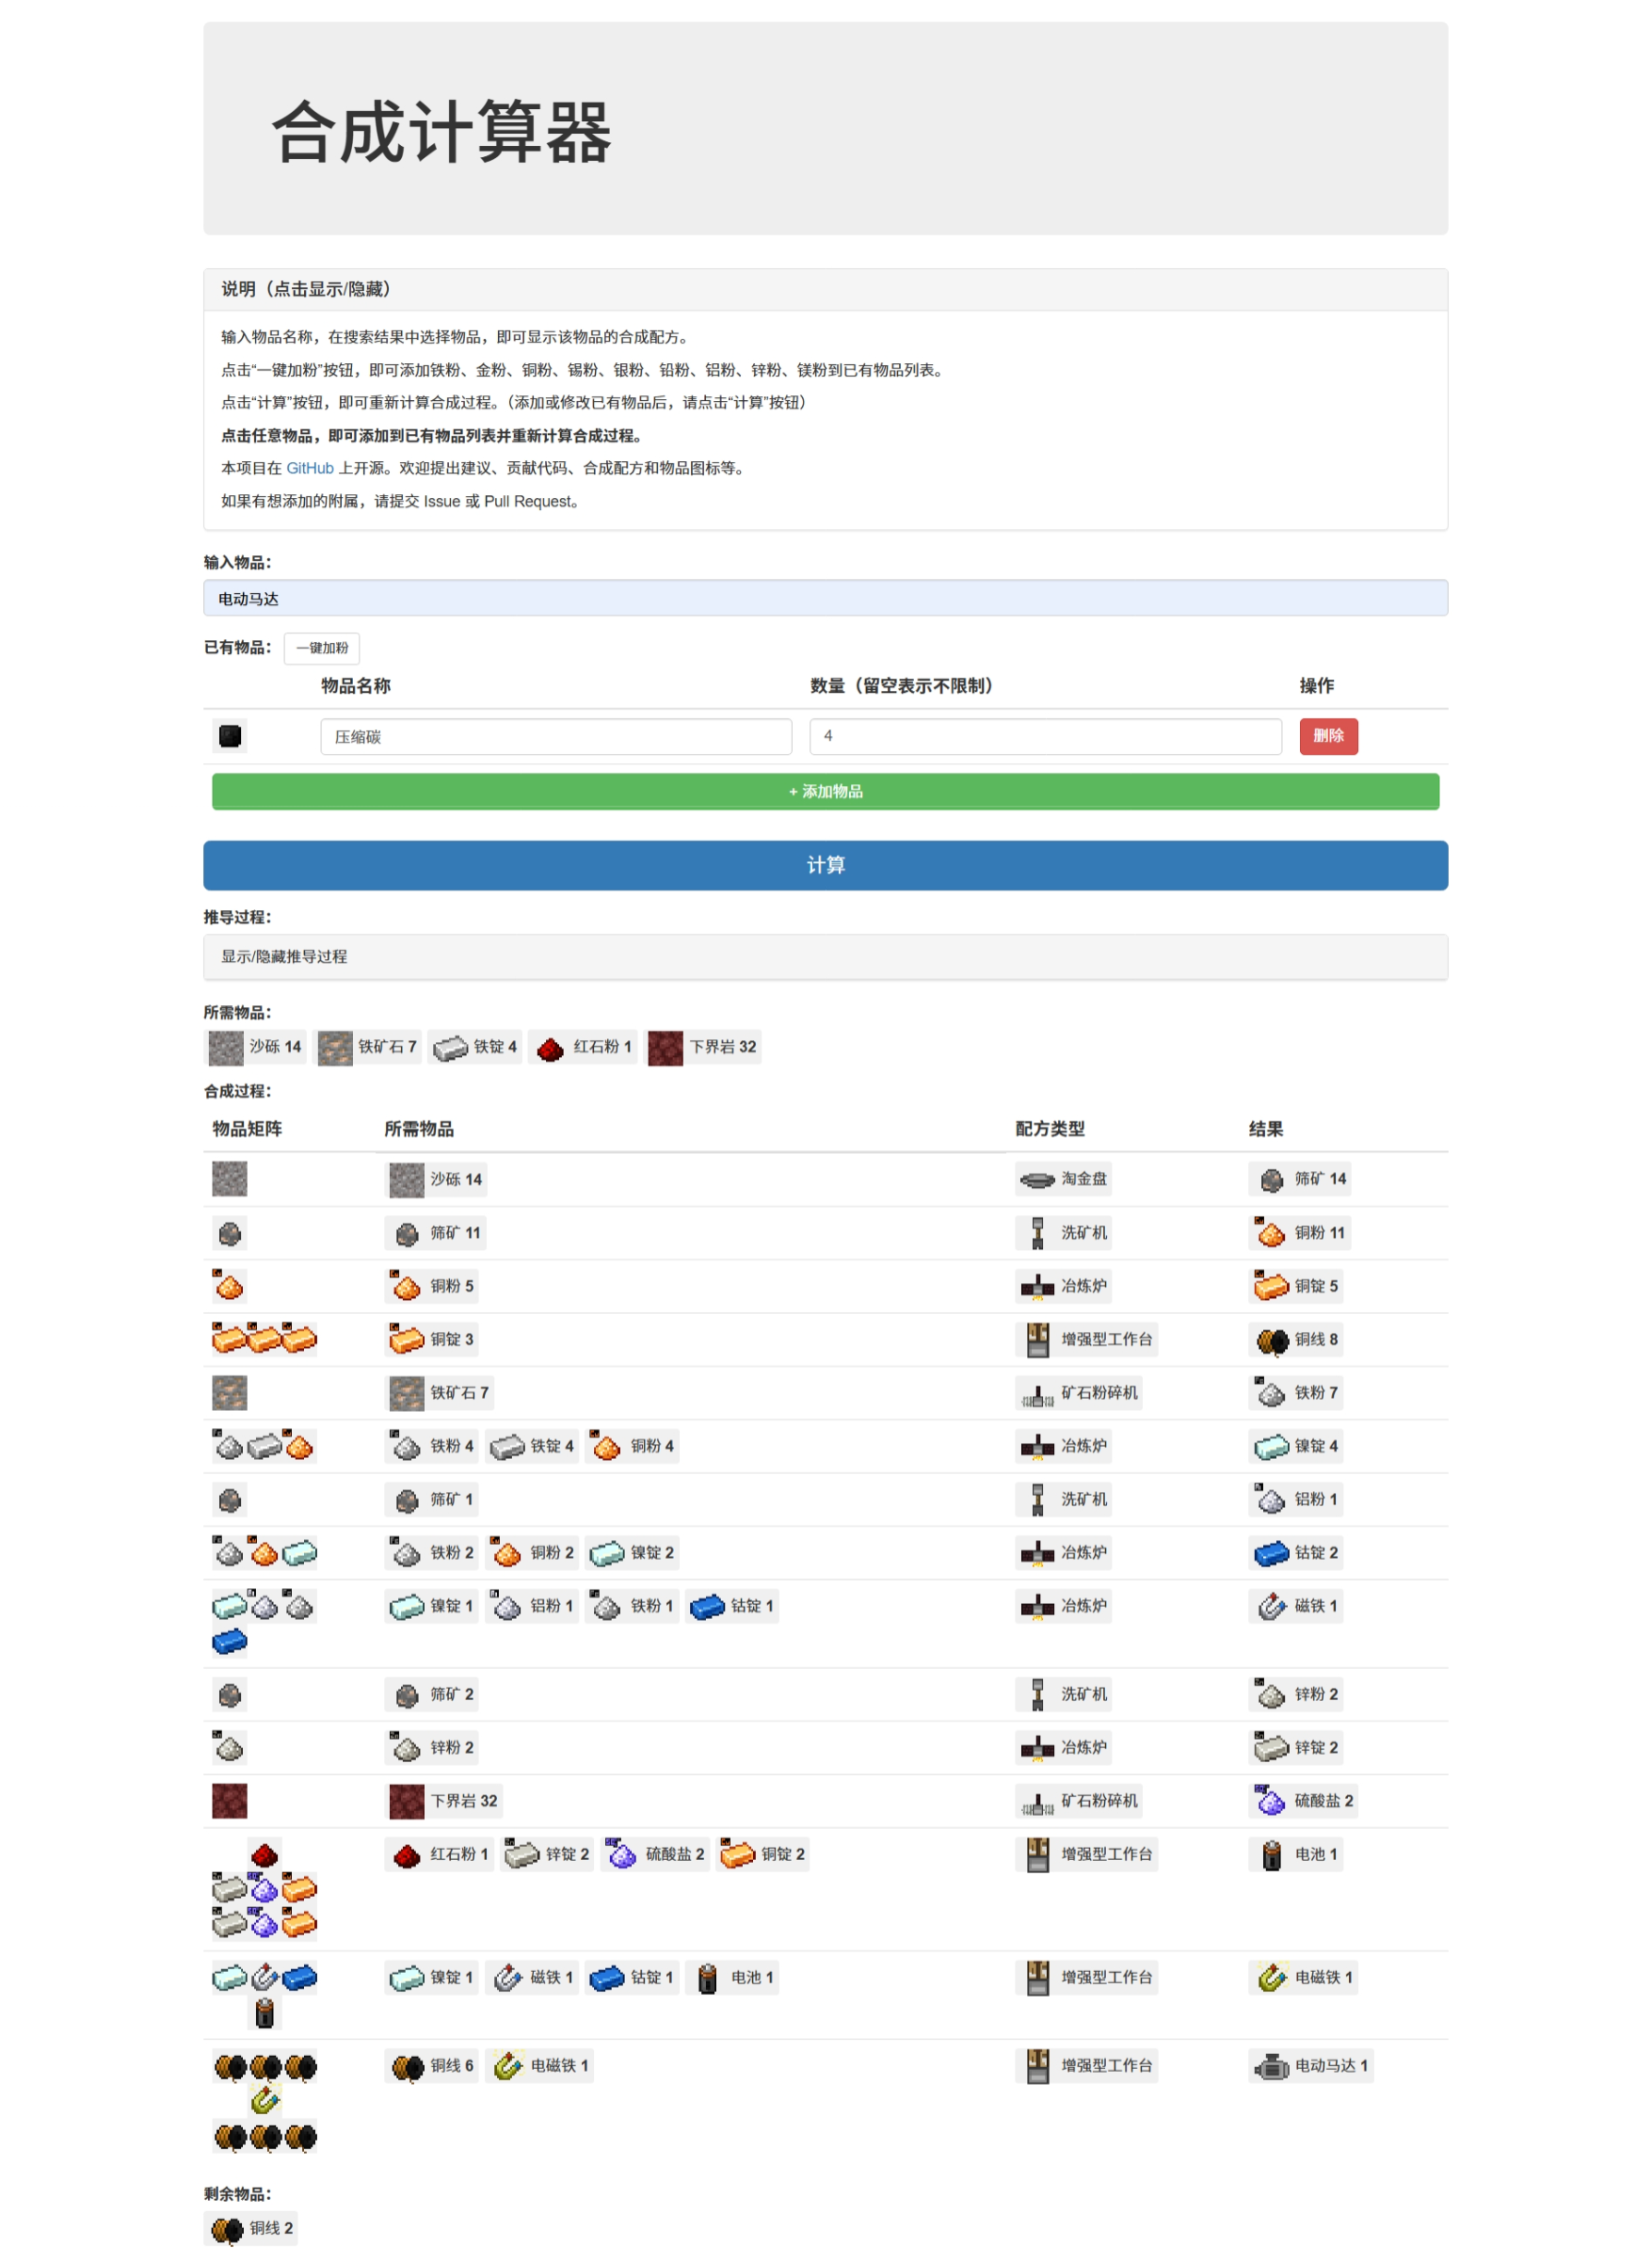 合成计算器
说明（点击显示/隐藏）
输入物品名称，在搜索结果中选择物品，即可显示该物品的合成配方。
点击“一键加粉”按钮，即可添加铁粉、金粉、铜粉、锡粉、银粉、铅粉、铝粉、锌粉、镁粉到已有物品列表。
点击“计算”按钮，即可重新计算合成过程。（添加或修改已有物品后，请点击“计算”按钮）
点击任意物品，即可添加到已有物品列表并重新计算合成过程。
本项目在 GitHub 上开源。欢迎提出建议、贡献代码、合成配方和物品图标等。
如果有想添加的附属，请提交 Issue 或 Pull Request。
输入物品：
电动马达
已有物品： 一键加粉
物品名称 数量（留空表示不限制） 操作
压缩碳 4 删除
+ 添加物品
计算
推导过程：
显示/隐藏推导过程
所需物品：
沙砾 14 铁矿石 7 铁锭 4 红石粉 1 下界岩 32
合成过程：
物品矩阵 所需物品 配方类型 结果
沙砾 14 淘金盘 筛矿 14
筛矿 11 洗矿机 铜粉 11
铜粉 5 冶炼炉 铜锭 5
铜锭 3 增强型工作台 铜线 8
铁矿石 7 矿石粉碎机 铁粉 7
铁粉 4 铁锭 4 铜粉 4 冶炼炉 镍锭 4
筛矿 1 洗矿机 铝粉 1
铁粉 2 铜粉 2 镍锭 2 冶炼炉 钴锭 2
镍锭 1 铝粉 1 铁粉 1 钴锭 1 冶炼炉 磁铁 1
筛矿 2 洗矿机 锌粉 2
锌粉 2 冶炼炉 锌锭 2
下界岩 32 矿石粉碎机 硫酸盐 2
红石粉 1 锌锭 2 硫酸盐 2 铜锭 2 增强型工作台 电池 1
镍锭 1 磁铁 1 钴锭 1 电池 1 增强型工作台 电磁铁 1
铜线 6 电磁铁 1 增强型工作台 电动马达 1
剩余物品：
铜线 2